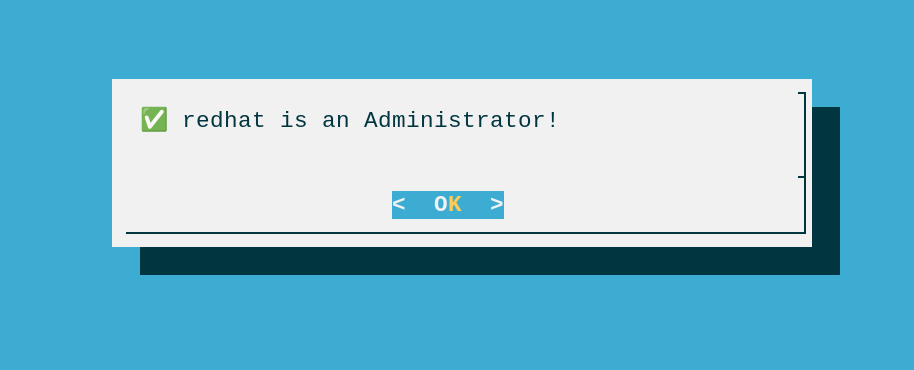 ✅ redhat is an Administrator!
<  OK  >